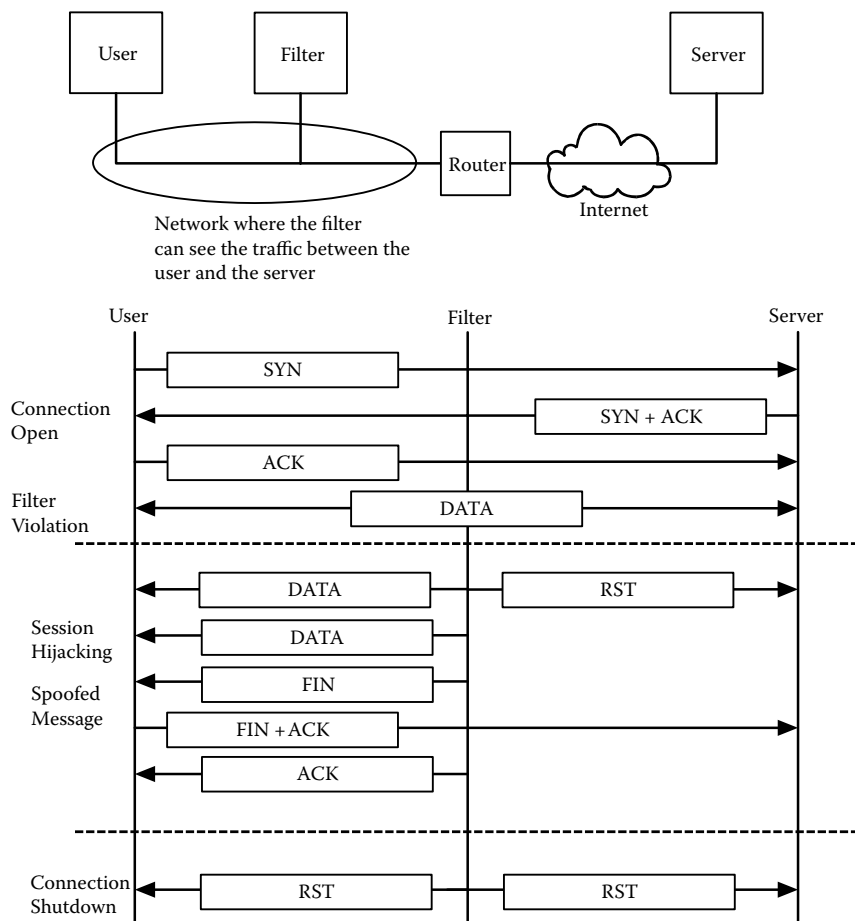 User
Filter
Server
Router
Internet
Network where the filter
can see the traffic between the
user and the server
User
Filter
Server
SYN
Connection
Open
SYN + ACK
ACK
Filter
Violation
DATA
DATA
RST
Session
Hijacking
DATA
FIN
Spoofed
Message
FIN + ACK
ACK
Connection
Shutdown
RST
RST